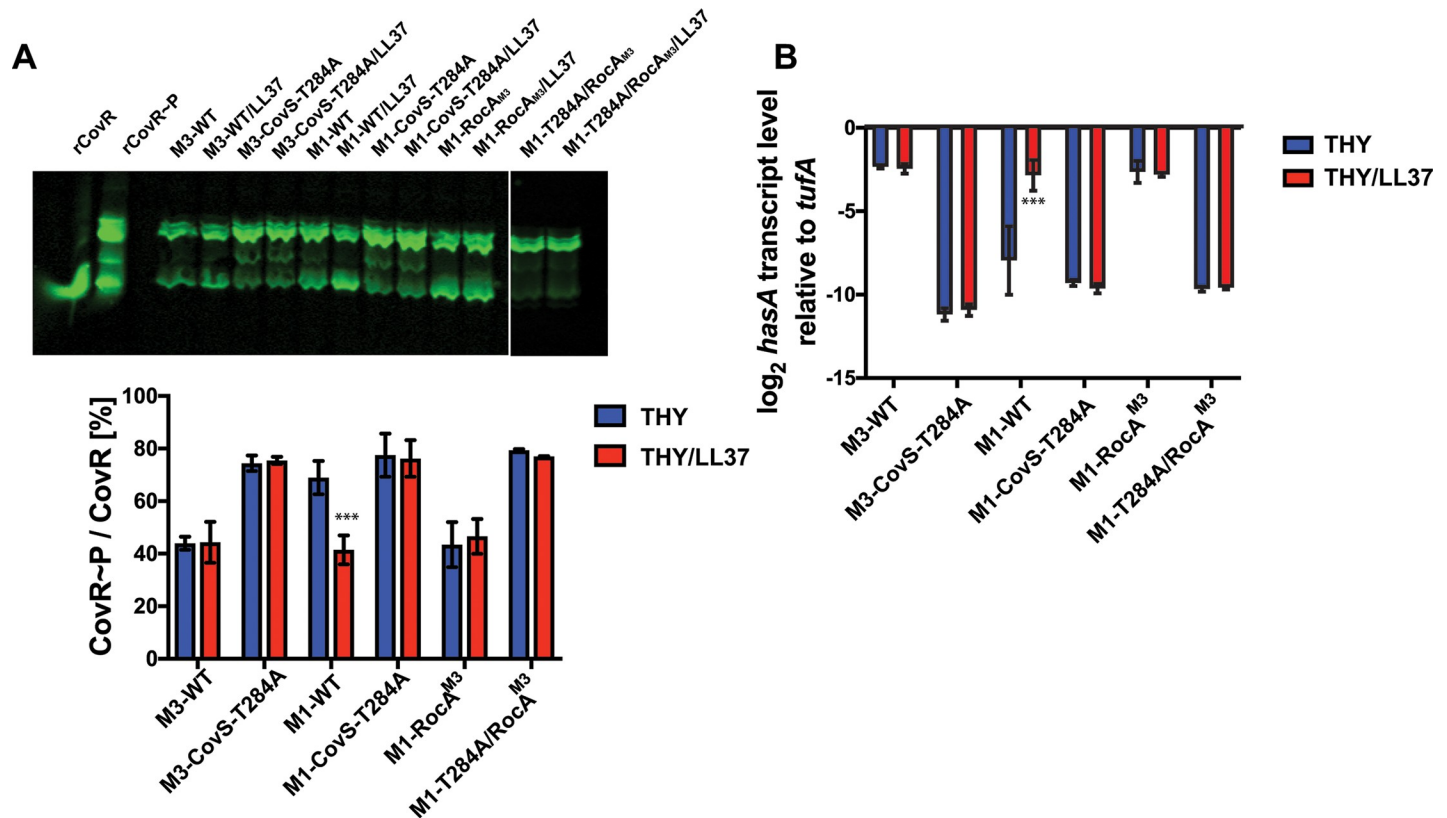 A
rCovR
rCovR~P
M3-WT
M3-WT/LL37
M3-CovS-T284A
M3-CovS-T284A/LL37
M1-WT
M1-WT/LL37
M1-CovS-T284A
M1-CovS-T284A/LL37
M1-RocAM3
M1-RocAM3/LL37
M1-T284A/RocAM3
M1-T284A/RocAM3/LL37
CovR~P / CovR [%]
100
80
60
40
20
0
***
THY
THY/LL37
M3-WT
M3-CovS-T284A
M1-WT
M1-CovS-T284A
M1-RocAM3
M1-T284A/RocAM3
B
log2 hasA transcript level
relative to tufA
0
-5
-10
-15
***
THY
THY/LL37
M3-WT
M3-CovS-T284A
M1-WT
M1-CovS-T284A
M1-RocAM3
M1-T284A/RocAM3